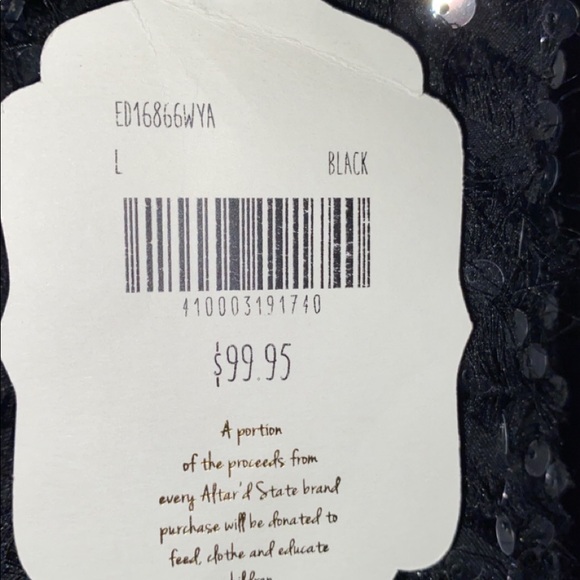 ED16866WYA
L BLACK
410003191740
$99.95
A portion
of the proceeds from
every Altar'd State brand
purchase will be donated to
feed, clothe and educate